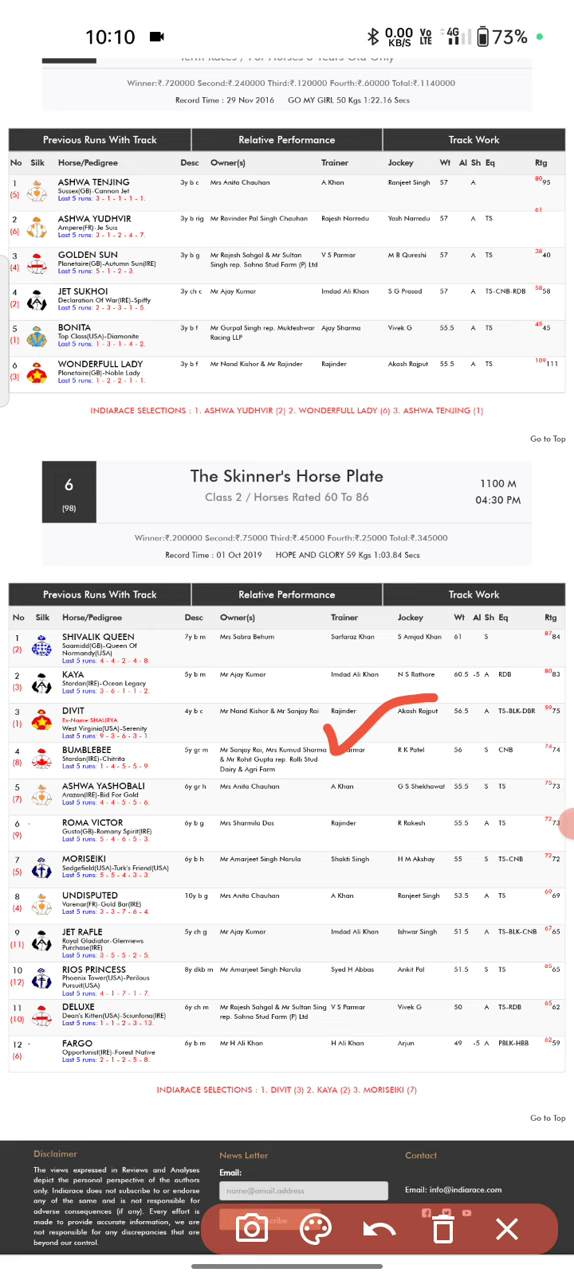 10:10 0.00 KB/S Vo LTE 4G 73%
Term Races / For Horses 6 Years Old Only
Winner:₹.720000 Second:₹.240000 Third:₹.120000 Fourth:₹.60000 Total:₹.1140000
Record Time : 29 Nov 2016 GO MY GIRL 50 Kgs 1:22.16 Secs
Previous Runs With Track Relative Performance Track Work
No Silk Horse/Pedigree Desc Owner(s) Trainer Jockey Wt Al Sh Eq Rtg
1 (5) ASHWA TENJING 3y b c Mrs Anita Chauhan A Khan Ranjeet Singh 57 A 80 95
Sussex(GB)-Cannon Jet
Last 5 runs: 3 - 1 - 1 - 1 - 1.
2 (6) ASHWA YUDHVIR 3y b rig Mr Ravinder Pal Singh Chauhan Rajesh Narredu Yash Narredu 57 A TS 61
Ampere(FR)-Je Suis
Last 5 runs: 3 - 1 - 2 - 4 - 7.
3 (4) GOLDEN SUN 3y b g Mr Rajesh Sahgal & Mr Sultan V S Parmar M B Qureshi 57 A TS 40
Planetaire(GB)-Autumn Sun(IRE) Singh rep. Sohna Stud Farm (P) Ltd
Last 5 runs: 5 - 1 - 2 - 3.
4 (2) JET SUKHOI 3y ch c Mr Ajay Kumar Imdad Ali Khan S G Prasad 57 A TS-CNB-RDB 58 58
Declaration Of War(IRE)-Spiffy
Last 5 runs: 2 - 3 - 3 - 1 - 5.
5 (1) BONITA 3y b f Mr Gurpal Singh rep. Mukteshwar Ajay Sharma Vivek G 55.5 A TS 45 45
Top Class(USA)-Diamonite Racing LLP
Last 5 runs: 1 - 3 - 1 - 4 - 2.
6 (3) WONDERFULL LADY 3y b f Mr Nand Kishor & Mr Rajinder Rajinder Akash Rajput 55.5 A TS 109 111
Planetaire(GB)-Noble Lady
Last 5 runs: 1 - 2 - 2 - 1 - 1.
INDIARACE SELECTIONS : 1. ASHWA YUDHVIR (2) 2. WONDERFULL LADY (6) 3. ASHWA TENJING (1)
Go to Top
6 The Skinner's Horse Plate 1100 M
(98) Class 2 / Horses Rated 60 To 86 04:30 PM
Winner:₹.200000 Second:₹.75000 Third:₹.45000 Fourth:₹.25000 Total:₹.345000
Record Time : 01 Oct 2019 HOPE AND GLORY 59 Kgs 1:03.84 Secs
Previous Runs With Track Relative Performance Track Work
No Silk Horse/Pedigree Desc Owner(s) Trainer Jockey Wt Al Sh Eq Rtg
1 (2) SHIVALIK QUEEN 7y b m Mrs Sabra Behum Sarfaraz Khan S Amjad Khan 61 S 87 84
Saamidd(GB)-Queen Of
Normandy(USA)
Last 5 runs: 4 - 4 - 2 - 4 - 8.
2 (3) KAYA 5y b m Mr Ajay Kumar Imdad Ali Khan N S Rathore 60.5 -5 A RDB 80 83
Stardan(IRE)-Ocean Legacy
Last 5 runs: 3 - 6 - 1 - 1 - 2.
3 (1) DIVIT 4y b c Mr Nand Kishor & Mr Sanjay Rai Rajinder Akash Rajput 56.5 A TS-BLK-DBR 59 75
Ex-Name:SHAURYA
West Virginia(USA)-Serenity
Last 5 runs: 9 - 3 - 6 - 3 - 1.
4 (8) BUMBLEBEE 5y gr m Mr Sanjay Rai, Mrs Kumud Sharma R K Patel 56 S CNB 74 74
Stardan(IRE)-Chitrita & Mr Rohit Gupta rep. Rolli Stud
Last 5 runs: 1 - 4 - 5 - 5 - 9. Dairy & Agri Farm
5 (7) ASHWA YASHOBALI 6y gr h Mrs Anita Chauhan A Khan G S Shekhawat 55.5 S TS 75 73
Arazan(IRE)-Bid For Gold
Last 5 runs: 4 - 4 - 5 - 5 - 6.
6 - (9) ROMA VICTOR 6y b g Mrs Sharmila Das Rajinder R Rakesh 55.5 A TS 72 73
Gusto(GB)-Romany Spirit(IRE)
Last 5 runs: 5 - 4 - 6 - 5 - 3.
7 (5) MORISEIKI 6y b h Mr Amarjeet Singh Narula Shakti Singh H M Akshay 55 S TS-CNB 72 72
Sedgefield(USA)-Turk's Friend(USA)
Last 5 runs: 5 - 5 - 4 - 3 - 3.
8 (4) UNDISPUTED 10y b g Mrs Anita Chauhan A Khan Ranjeet Singh 53.5 A TS 69 69
Varenar(FR)-Gold Bar(IRE)
Last 5 runs: 3 - 3 - 7 - 6 - 4.
9 (11) JET RAFLE 5y ch g Mr Ajay Kumar Imdad Ali Khan Ishwar Singh 51.5 A TS-BLK-CNB 67 65
Royal Gladiator-Glenviews
Purchase(IRE)
Last 5 runs: 3 - 5 - 5 - 2 - 5.
10 (12) RIOS PRINCESS 8y dkb m Mr Amarjeet Singh Narula Syed H Abbas Ankit Pal 51.5 S TS 65 65
Phoenix Tower(USA)-Perilous
Pursuit(USA)
Last 5 runs: 4 - 1 - 7 - 1 - 7.
11 (10) DELUXE 6y ch m Mr Rajesh Sahgal & Mr Sultan Sing V S Parmar Vivek G 50 A TS-RDB 65 62
Dean's Kitten(USA)-Sciunfona(IRE) rep. Sohna Stud Farm (P) Ltd
Last 5 runs: 1 - 1 - 2 - 3 - 13.
12 - (6) FARGO 6y b m Mr H Ali Khan H Ali Khan Arjun 49 -5 A PBLK-HBB 62 59
Opportunist(IRE)-Forest Native
Last 5 runs: 2 - 1 - 2 - 5 - 8
INDIARACE SELECTIONS : 1. DIVIT (3) 2. KAYA (2) 3. MORISEIKI (7)
Go to Top
Disclaimer News Letter Contact
The views expressed in Reviews and Analyses
depict the personal perspective of the authors
only. Indiarace does not subscribe to or endorse
any of the same and is not responsible for
adverse consequences (if any). Every effort is
made to provide accurate information, we are
not responsible for any discrepancies that are
beyond our control.
Email:
name@email.address
Email: info@indiarace.com